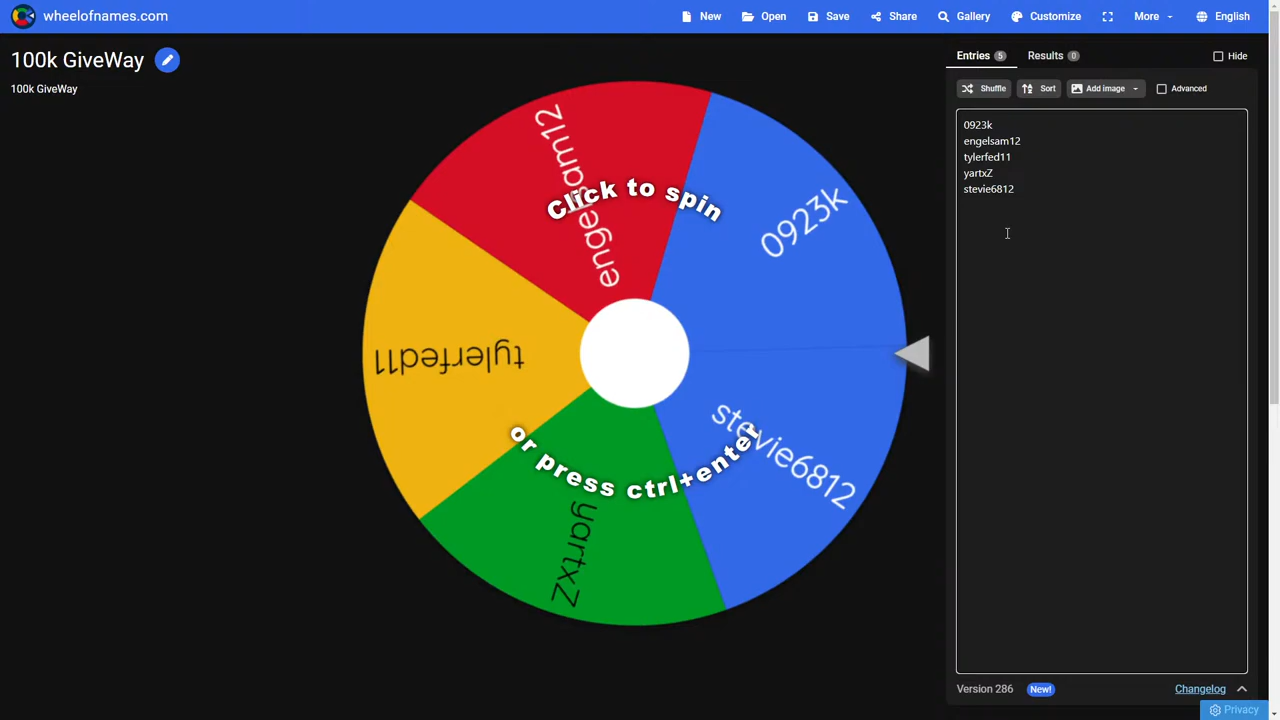 wheelofnames.com
New
Open
Save
Share
Gallery
Customize
More
English
100k GiveWay
100k GiveWay
Entries 5
Results 0
Hide
Shuffle
Sort
Add image
Advanced
0923k
engelsam12
tylerfed11
yartxZ
stevie6812
engelsam12
0923k
Click to spin
tylerfed11
stevie6812
or press ctrl+enter
yartxZ
Version 286
New!
Changelog
Privacy